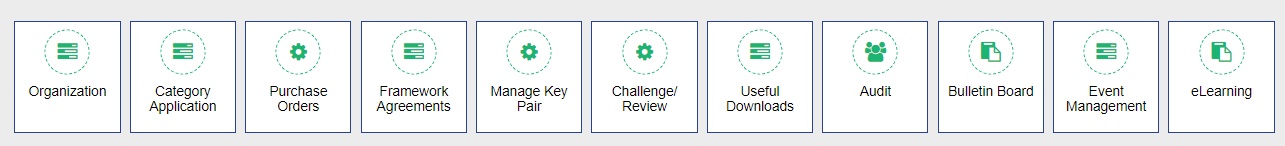 Organization
Category
Application
Purchase
Orders
Framework
Agreements
Manage Key
Pair
Challenge/
Review
Useful
Downloads
Audit
Bulletin Board
Event
Management
eLearning